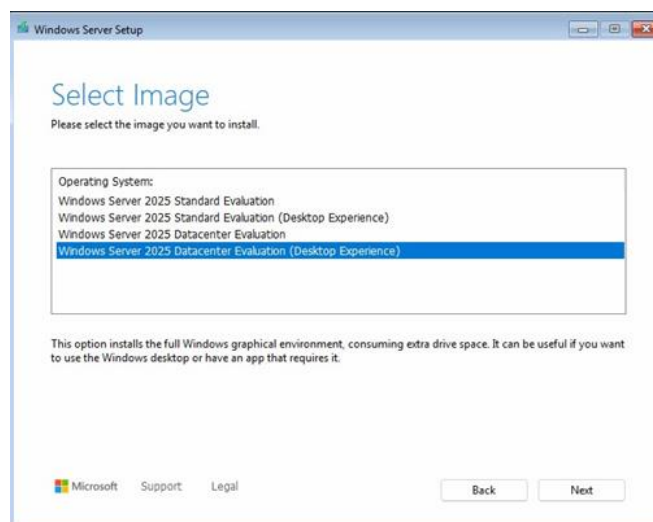 Windows Server Setup
Select Image
Please select the image you want to install.
Operating System:
Windows Server 2025 Standard Evaluation
Windows Server 2025 Standard Evaluation (Desktop Experience)
Windows Server 2025 Datacenter Evaluation
Windows Server 2025 Datacenter Evaluation (Desktop Experience)
This option installs the full Windows graphical environment, consuming extra drive space. It can be useful if you want
to use the Windows desktop or have an app that requires it.
Microsoft Support Legal Back Next